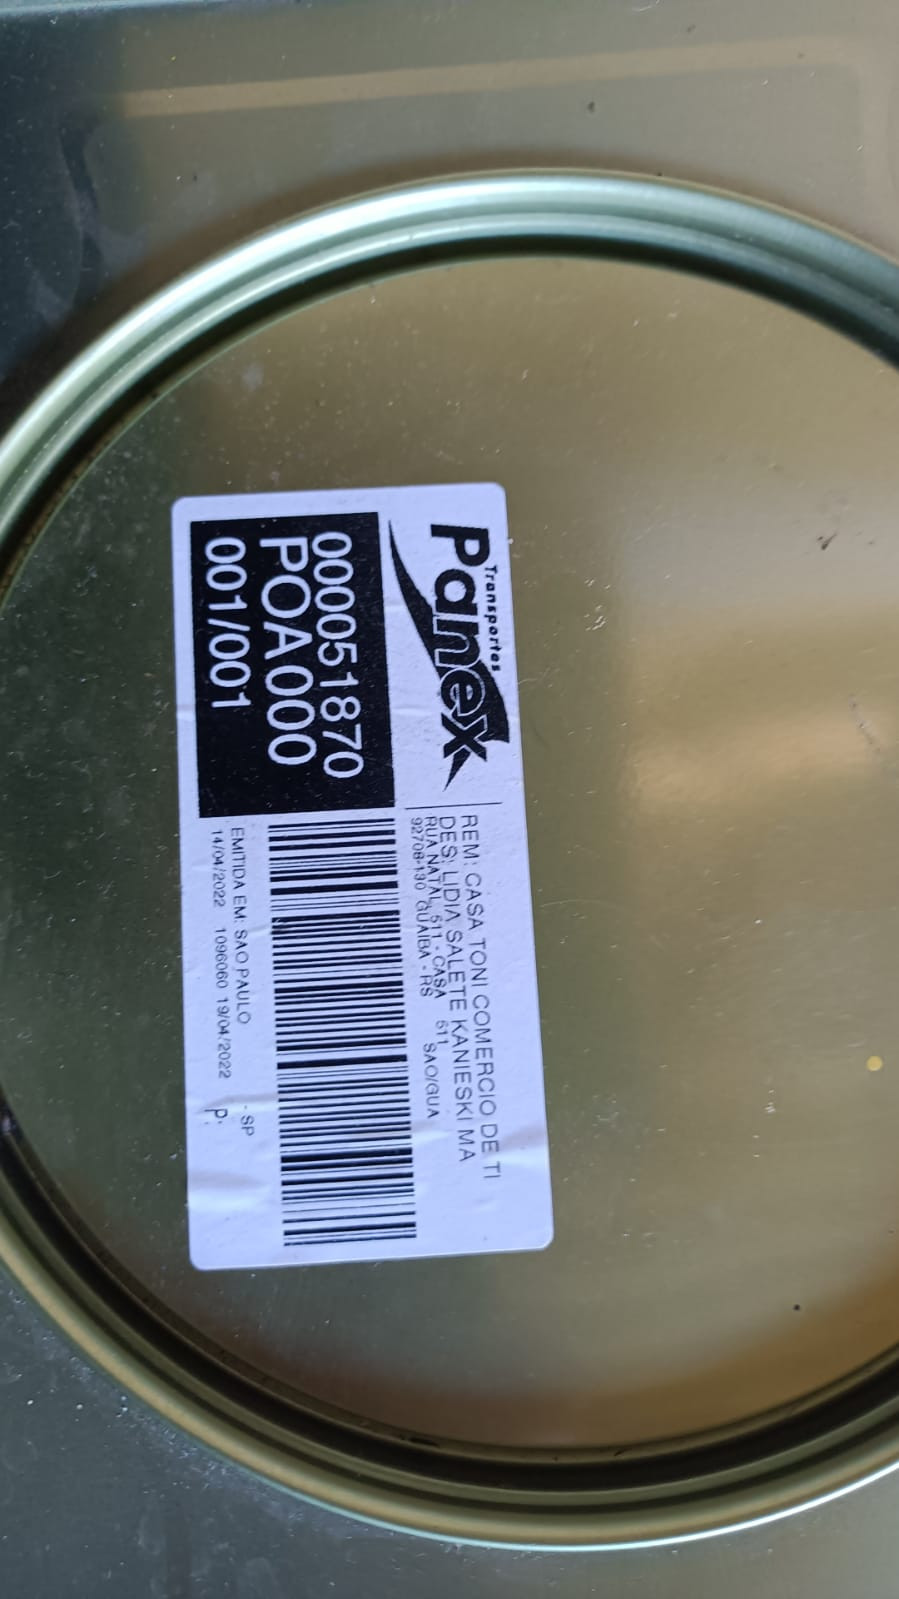 Transportes
Panex
REM: CASA TONI COMERCIO DE TI
DES: LIDIA SALETE KANIESKI MA
RUA NATAL, 511 - CASA 511
92708-130 GUAIBA - RS SAO/GUA
000051870
POA000
001/001
EMITIDA EM: SAO PAULO - SP
14/04/2022 1096060 19/04/2022 p.